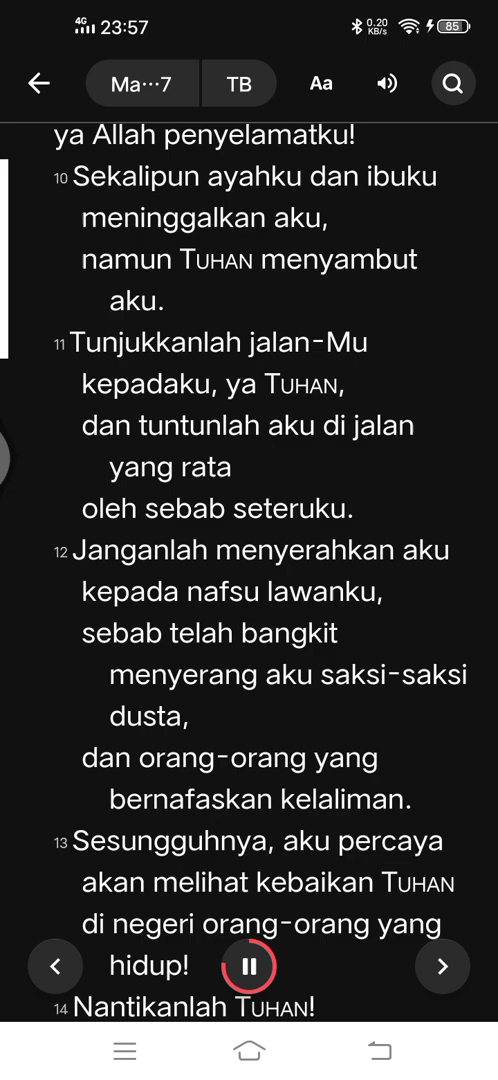 4G 23:57 0.20 KB/s 85
Ma…7 TB Aa
ya Allah penyelamatku!
10 Sekalipun ayahku dan ibuku
meninggalkan aku,
namun TUHAN menyambut
aku.
11 Tunjukkanlah jalan-Mu
kepadaku, ya TUHAN,
dan tuntunlah aku di jalan
yang rata
oleh sebab seteruku.
12 Janganlah menyerahkan aku
kepada nafsu lawanku,
sebab telah bangkit
menyerang aku saksi-saksi
dusta,
dan orang-orang yang
bernafaskan kelaliman.
13 Sesungguhnya, aku percaya
akan melihat kebaikan TUHAN
di negeri orang-orang yang
hidup!
14 Nantikanlah TUHAN!